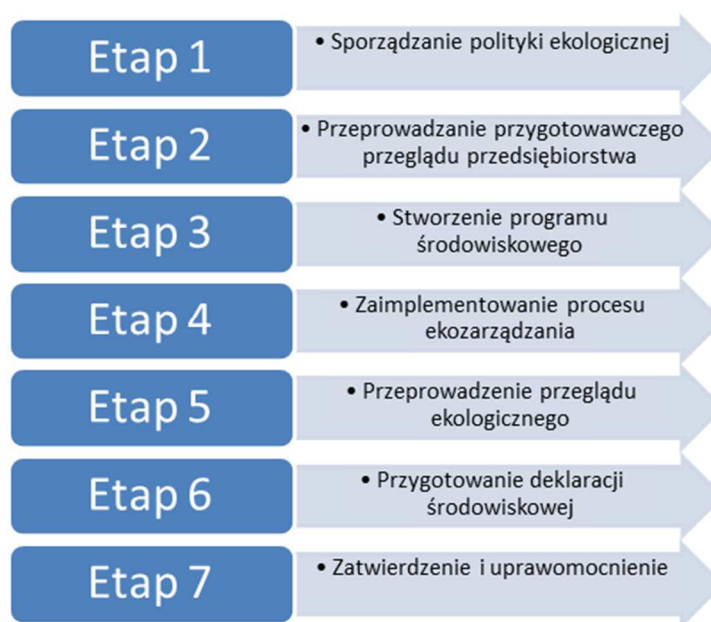 Etap 1
• Sporządzanie polityki ekologicznej
Etap 2
• Przeprowadzanie przygotowawczego
przeglądu przedsiębiorstwa
Etap 3
• Stworzenie programu
środowiskowego
Etap 4
• Zaimplementowanie procesu
ekozarządzania
Etap 5
• Przeprowadzenie przeglądu
ekologicznego
Etap 6
• Przygotowanie deklaracji
środowiskowej
Etap 7
• Zatwierdzenie i uprawomocnienie